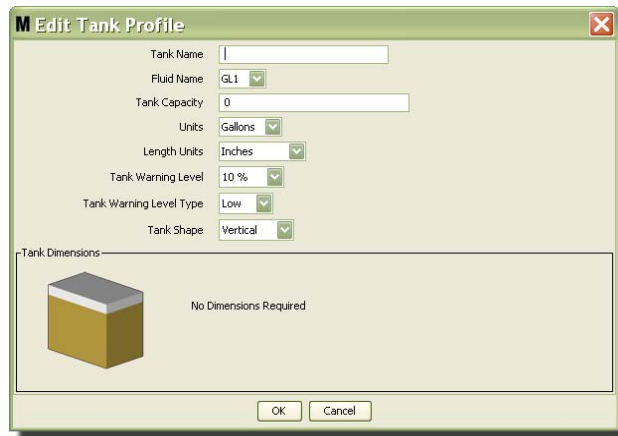 M Edit Tank Profile
Tank Name
Fluid Name GL1
Tank Capacity 0
Units Gallons
Length Units Inches
Tank Warning Level 10 %
Tank Warning Level Type Low
Tank Shape Vertical
Tank Dimensions
No Dimensions Required
OK Cancel